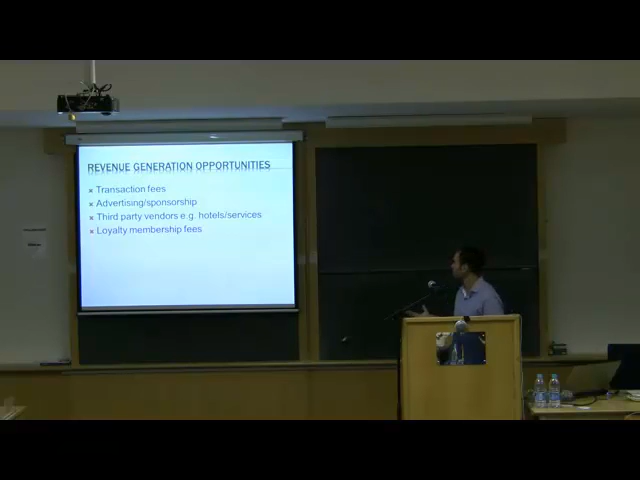 REVENUE GENERATION OPPORTUNITIES
Transaction fees
Advertising/sponsorship
Third party vendors e.g. hotels/services
Loyalty membership fees